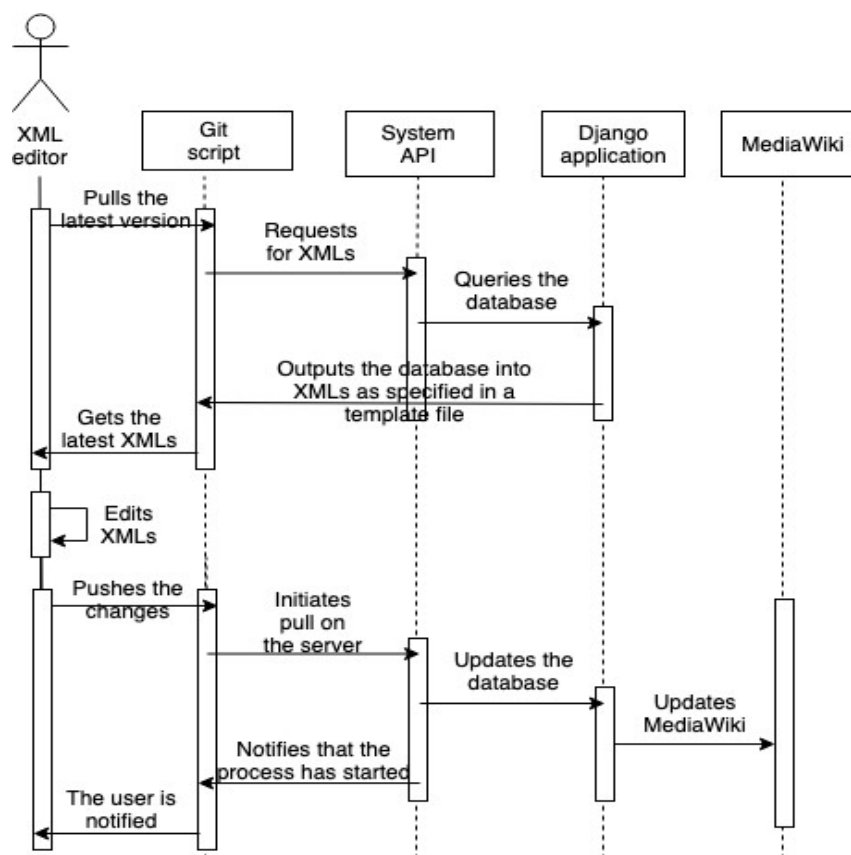 XML
editor
Git
script
System
API
Django
application
MediaWiki
Pulls the
latest version
Requests
for XMLs
Queries the
database
Outputs the database into
XMLs as specified in a
template file
Gets the
latest XMLs
Edits
XMLs
Pushes the
changes
Initiates
pull on
the server
Updates the
database
Updates
MediaWiki
Notifies that the
process has started
The user is
notified